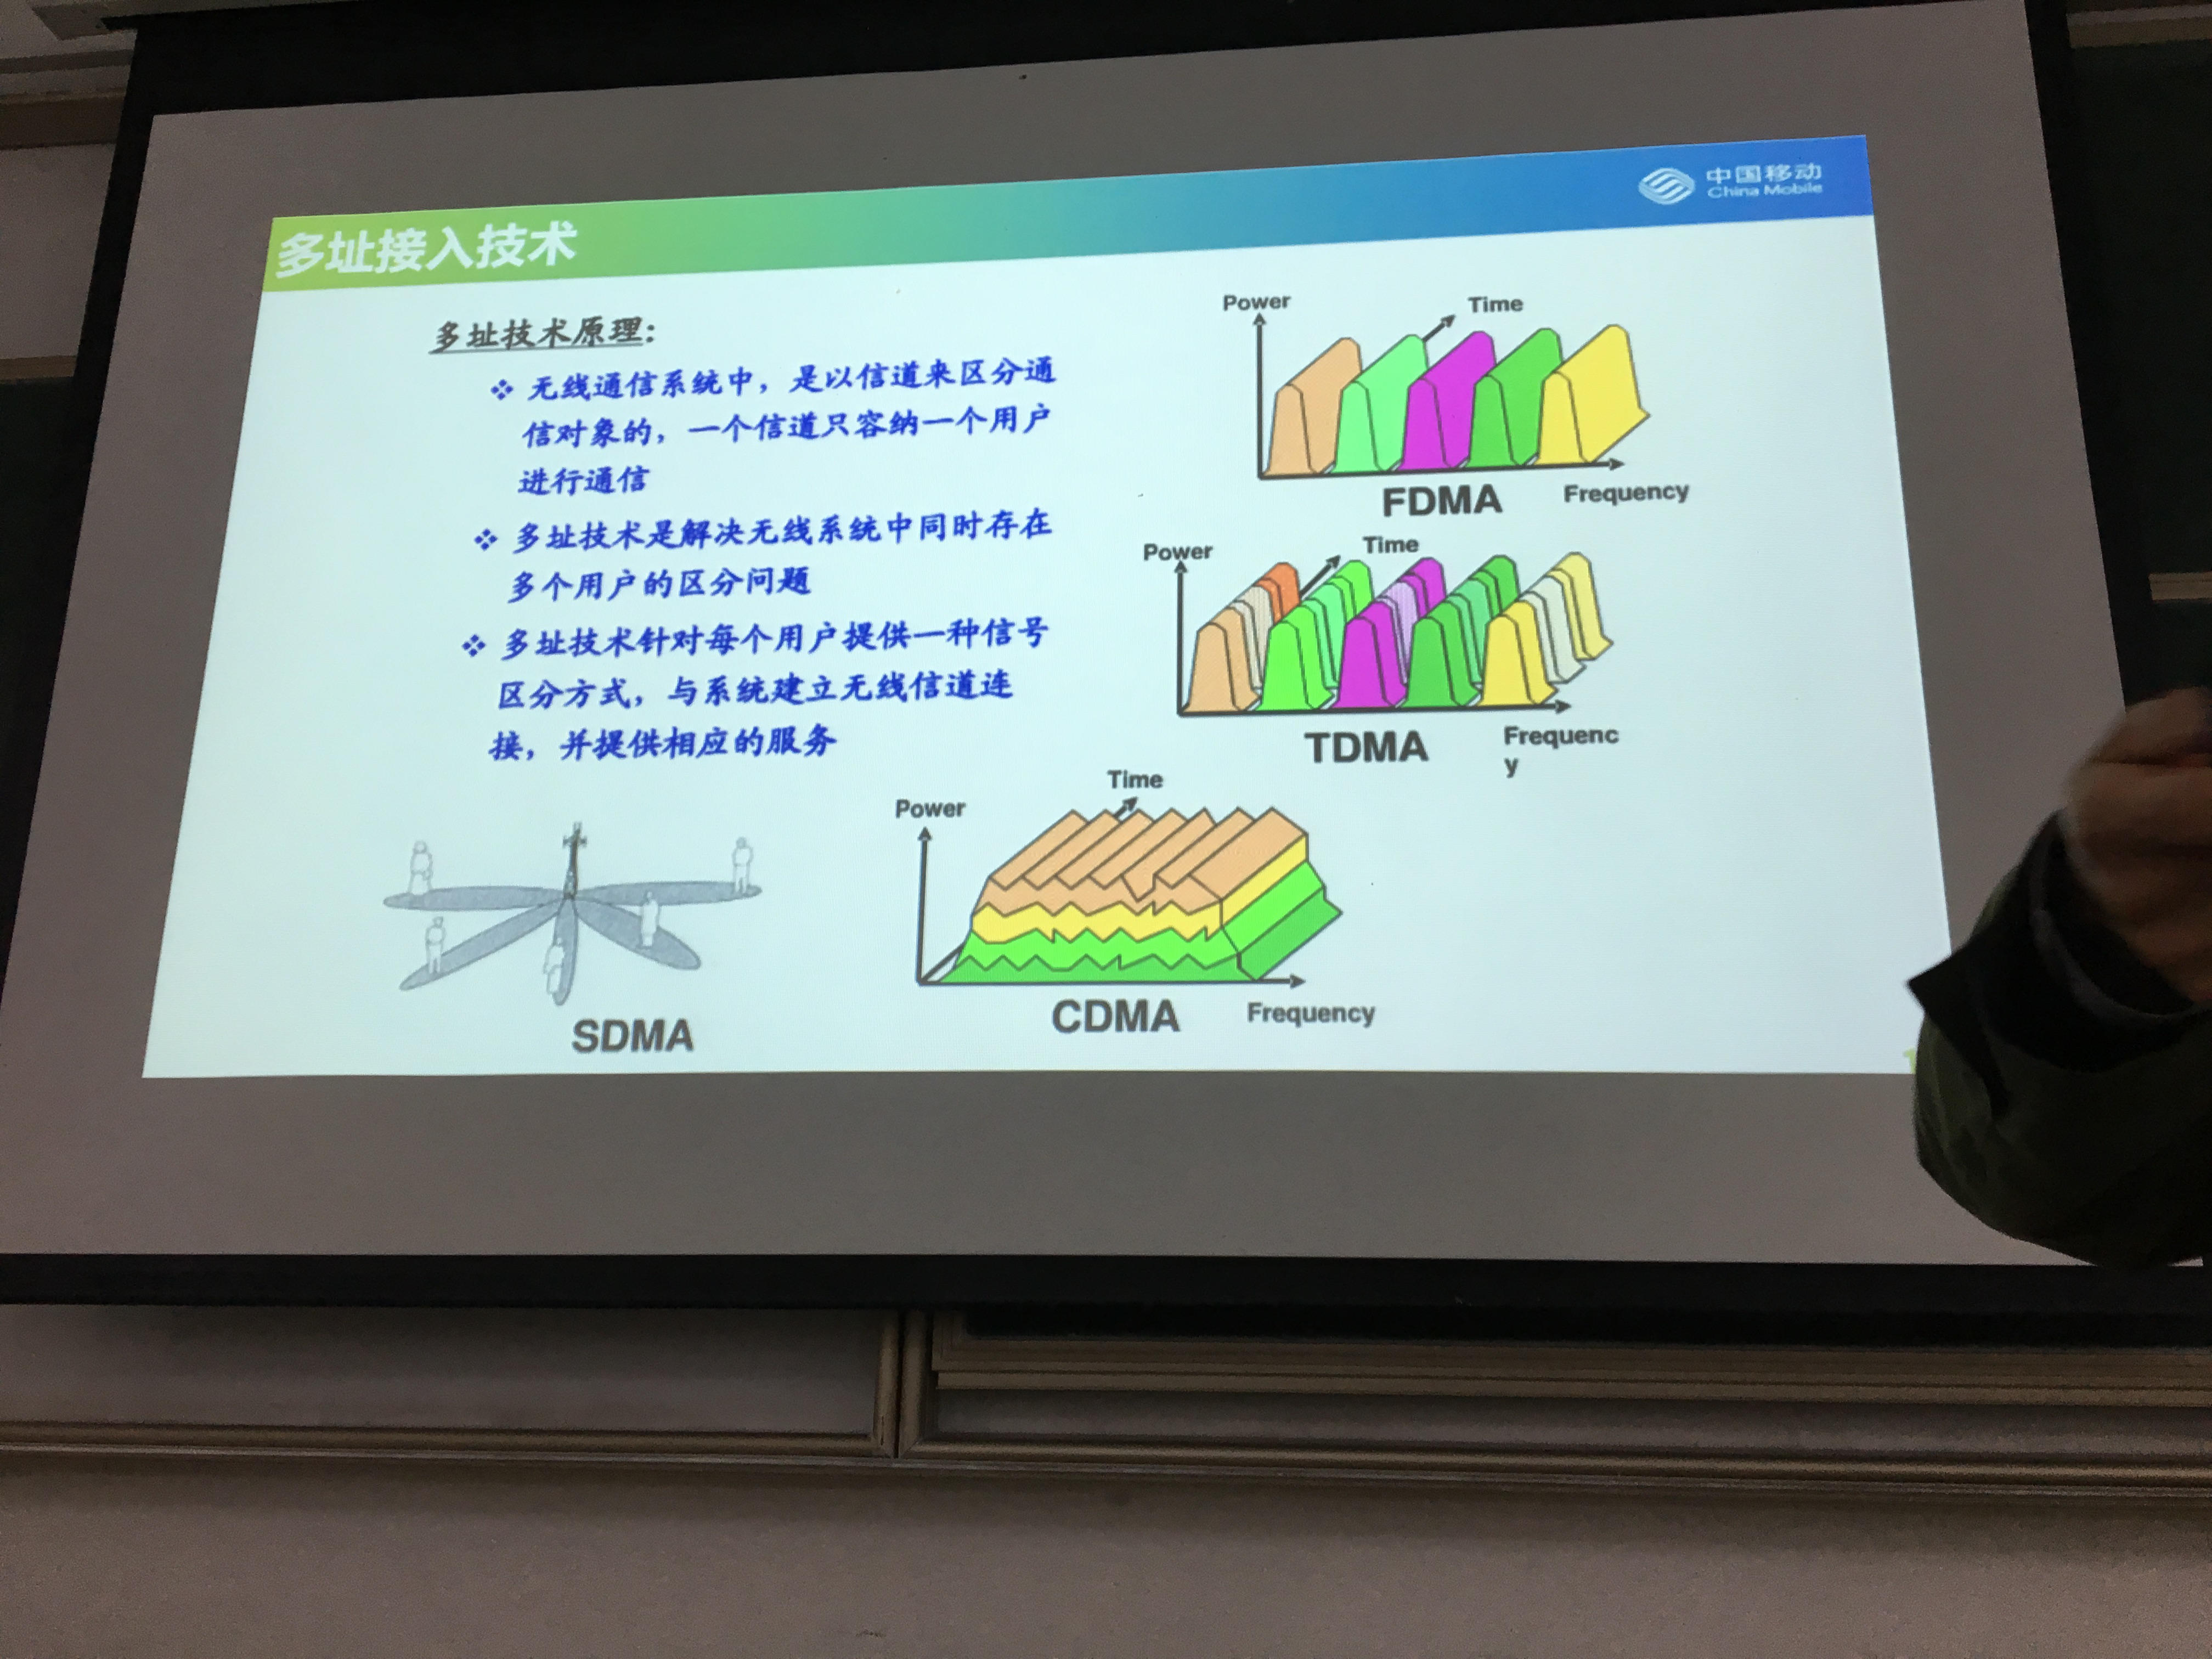 中国移动
China Mobile
多址接入技术
多址技术原理:
❖ 无线通信系统中，是以信道来区分通
信对象的，一个信道只容纳一个用户
进行通信
❖ 多址技术是解决无线系统中同时存在
多个用户的区分问题
❖ 多址技术针对每个用户提供一种信号
区分方式，与系统建立无线信道连
接，并提供相应的服务
Power
Time
FDMA
Frequency
Power
Time
TDMA
Frequenc
y
Time
Power
CDMA
Frequency
SDMA